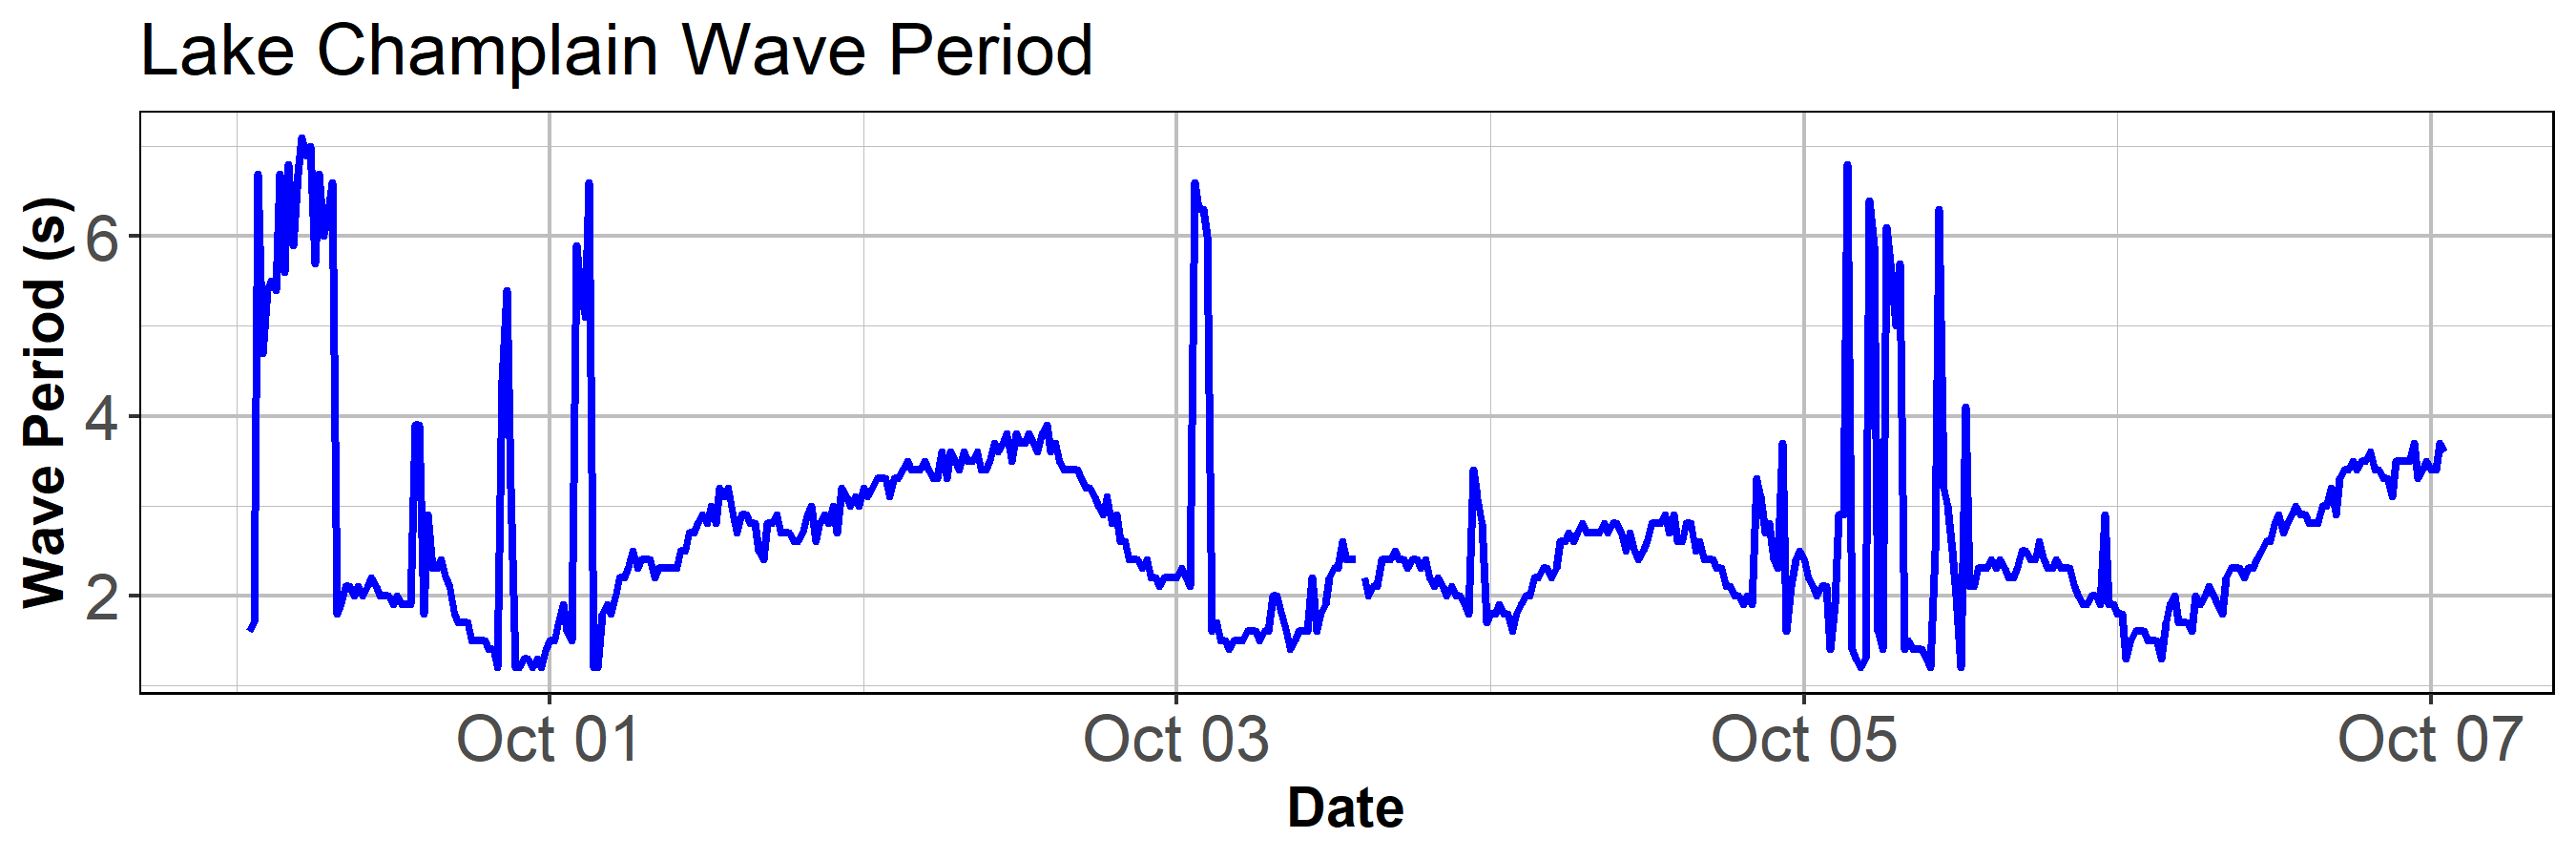 Lake Champlain Wave Period
Wave Period (s)
6
4
2
Oct 01
Oct 03
Oct 05
Oct 07
Date